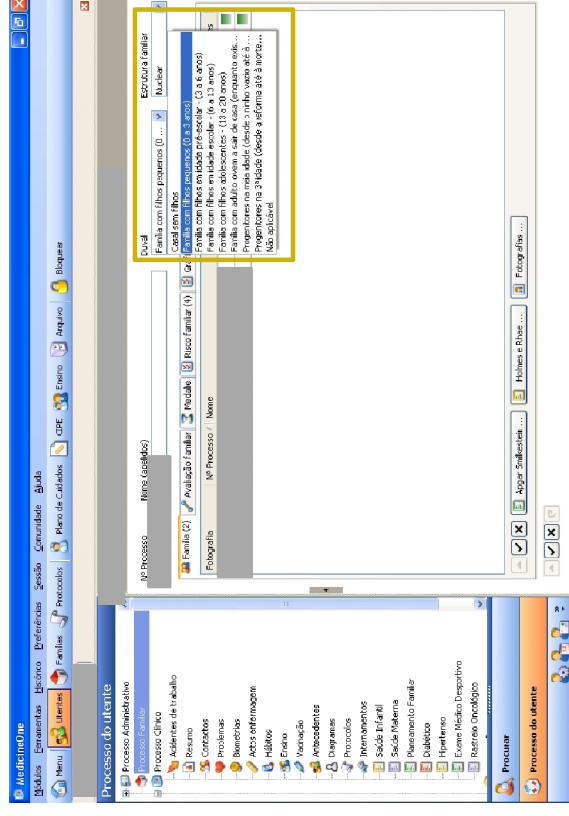 MedicineOne
Módulos Ferramentas Histórico Preferências Sessão Comunidade Ajuda
Menu Utentes Famílias Protocolos Plano de Cuidados CIPE Ensino Arquivo Bloquear
Processo do utente
Processo Administrativo
Processo Familiar
Processo Clínico
Acidentes de trabalho
Resumo
Contactos
Problemas
Biometrias
Actos enfermagem
Hábitos
Ensino
Vacinação
Antecedentes
Diagramas
Protocolos
Internamentos
Saúde Infantil
Saúde Materna
Planeamento Familiar
Diabético
Hipertenso
Exame Médico Desportivo
Rastreio Oncológico
Procurar
Processo do utente
Nº Processo Nome (apelidos) Duval Estrutura familiar
Família com filhos pequenos (0 ... Nuclear
Casal sem filhos
Família com filhos pequenos (0 a 3 anos)
Família com filhos em idade pré-escolar - (3 a 6 anos)
Família com filhos em idade escolar - (6 a 13 anos)
Família com filhos adolescentes - (13 a 20 anos)
Família com adulto jovem a sair de casa (enquanto exis...
Progenitores na meia idade (desde o ninho vazio até à ...
Progenitores na 3ª idade (desde a reforma até à morte...
Não aplicável
Família (2) Avaliação familiar Medalie Risco familiar (4)
Fotografia Nº Processo / Nome
Apgar Smilkestein ... Holmes e Rhae ... Fotografias ...